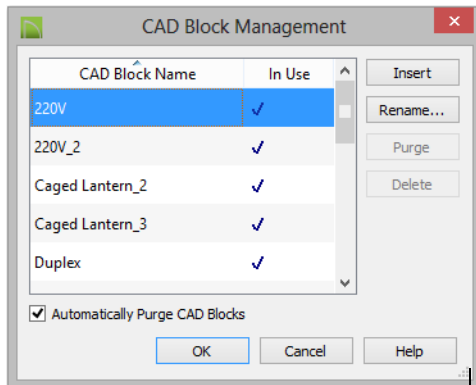 CAD Block Management
CAD Block Name In Use Insert
220V Rename...
220V_2 Purge
Caged Lantern_2 Delete
Caged Lantern_3
Duplex
Automatically Purge CAD Blocks
OK Cancel Help